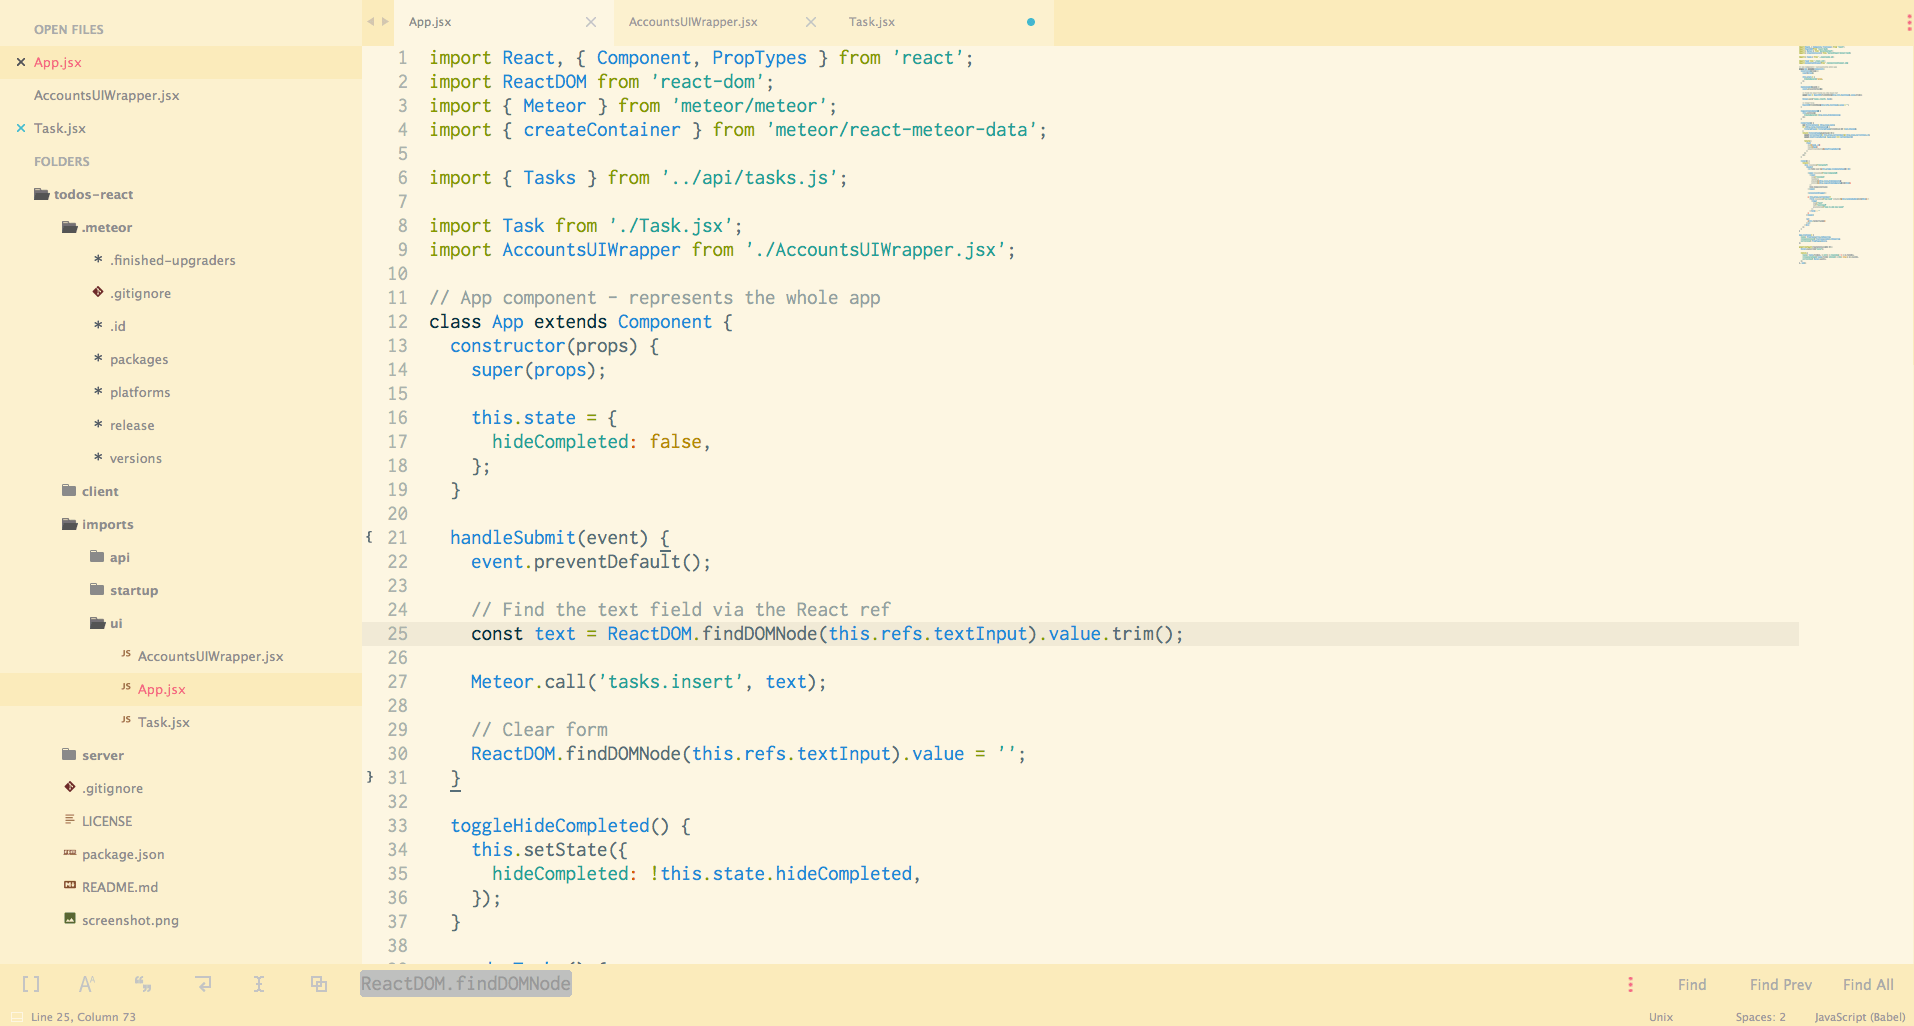 OPEN FILES
App.jsx
AccountsUIWrapper.jsx
Task.jsx
FOLDERS
todos-react
.meteor
.finished-upgraders
.gitignore
.id
packages
platforms
release
versions
client
imports
api
startup
ui
JS AccountsUIWrapper.jsx
JS App.jsx
JS Task.jsx
server
.gitignore
LICENSE
package.json
README.md
screenshot.png
App.jsx
AccountsUIWrapper.jsx
Task.jsx
1 import React, { Component, PropTypes } from 'react';
2 import ReactDOM from 'react-dom';
3 import { Meteor } from 'meteor/meteor';
4 import { createContainer } from 'meteor/react-meteor-data';
5
6 import { Tasks } from '../api/tasks.js';
7
8 import Task from './Task.jsx';
9 import AccountsUIWrapper from './AccountsUIWrapper.jsx';
10
11 // App component - represents the whole app
12 class App extends Component {
13 constructor(props) {
14 super(props);
15
16 this.state = {
17 hideCompleted: false,
18 };
19 }
20
{ 21 handleSubmit(event) {
22 event.preventDefault();
23
24 // Find the text field via the React ref
25 const text = ReactDOM.findDOMNode(this.refs.textInput).value.trim();
26
27 Meteor.call('tasks.insert', text);
28
29 // Clear form
30 ReactDOM.findDOMNode(this.refs.textInput).value = '';
} 31 }
32
33 toggleHideCompleted() {
34 this.setState({
35 hideCompleted: !this.state.hideCompleted,
36 });
37 }
38
ReactDOM.findDOMNode
Find
Find Prev
Find All
Line 25, Column 73
Unix
Spaces: 2
JavaScript (Babel)